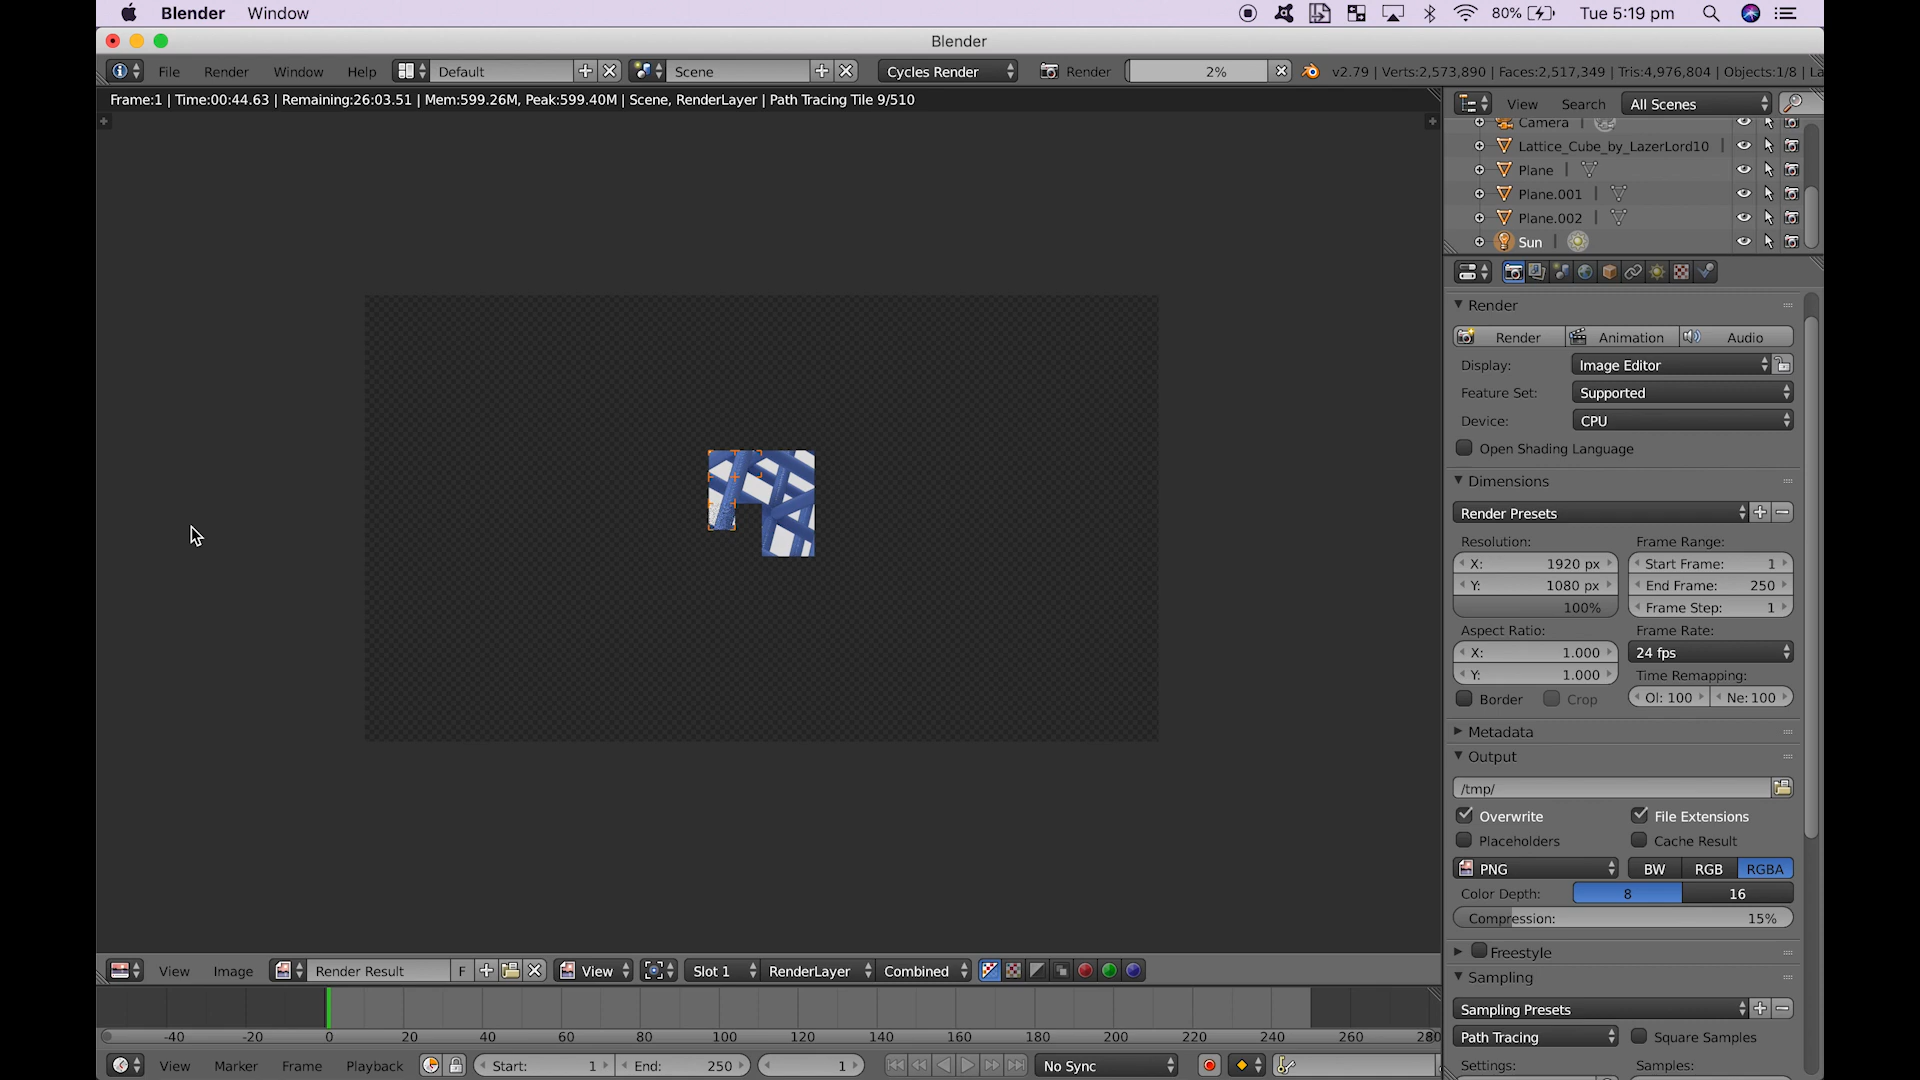 Blender Window 80% Tue 5:19 pm
Blender
File Render Window Help Default Scene Cycles Render Render 2% v2.79 | Verts:2,573,890 | Faces:2,517,349 | Tris:4,976,804 | Objects:1/8 | La
Frame:1 | Time:00:44.63 | Remaining:26:03.51 | Mem:599.26M, Peak:599.40M | Scene, RenderLayer | Path Tracing Tile 9/510
View Search All Scenes
Camera
Lattice_Cube_by_LazerLord10
Plane
Plane.001
Plane.002
Sun
Render
Render Animation Audio
Display: Image Editor
Feature Set: Supported
Device: CPU
Open Shading Language
Dimensions
Render Presets
Resolution: Frame Range:
X: 1920 px Start Frame: 1
Y: 1080 px End Frame: 250
100% Frame Step: 1
Aspect Ratio: Frame Rate:
X: 1.000 24 fps
Y: 1.000 Time Remapping:
Border Crop Ol: 100 Ne: 100
Metadata
Output
/tmp/
Overwrite File Extensions
Placeholders Cache Result
PNG BW RGB RGBA
Color Depth: 8 16
Compression: 15%
Freestyle
Sampling
Sampling Presets
Path Tracing Square Samples
Settings: Samples:
View Image Render Result F View Slot 1 RenderLayer Combined
-40 -20 0 20 40 60 80 100 120 140 160 180 200 220 240 260 280
View Marker Frame Playback Start: 1 End: 250 1 No Sync